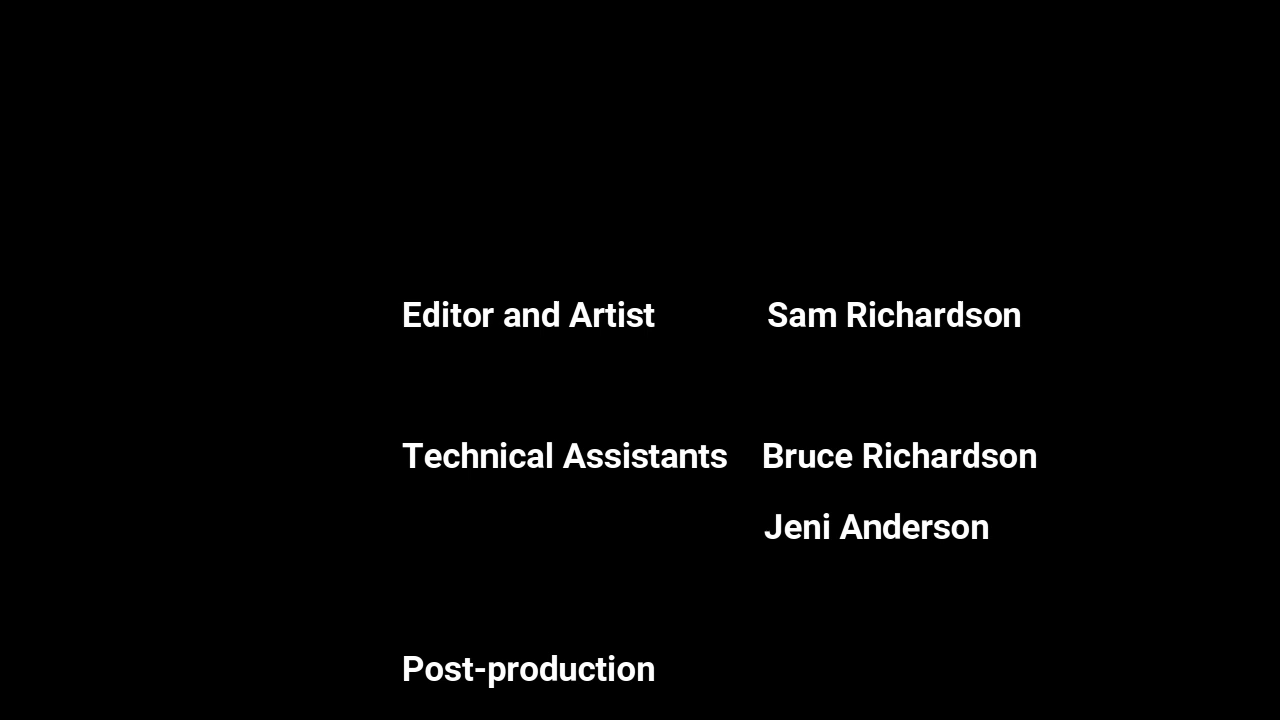 Editor and Artist Sam Richardson
Technical Assistants Bruce Richardson
Jeni Anderson
Post-production